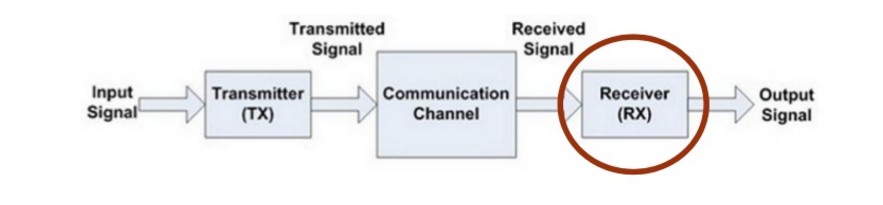 Input
Signal
Transmitter
(TX)
Transmitted
Signal
Communication
Channel
Received
Signal
Receiver
(RX)
Output
Signal